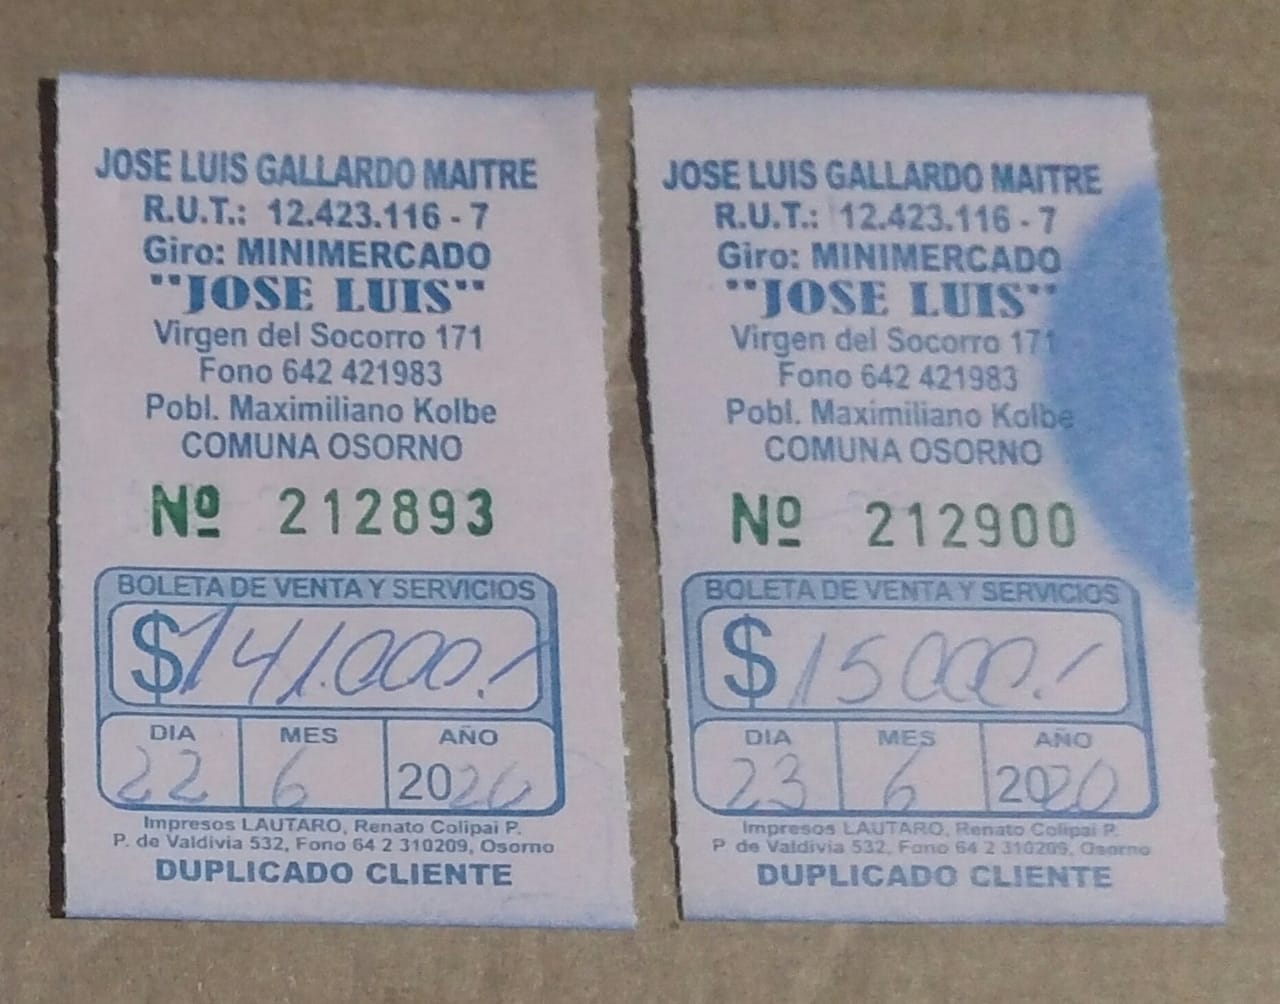 JOSE LUIS GALLARDO MAITRE
R.U.T.: 12.423.116 - 7
Giro: MINIMERCADO
"JOSE LUIS"
Virgen del Socorro 171
Fono 642 421983
Pobl. Maximiliano Kolbe
COMUNA OSORNO
Nº 212893
BOLETA DE VENTA Y SERVICIOS
$141.000.-
DIA MES AÑO
22 6 2020
Impresos LAUTARO, Renato Colipai P.
P. de Valdivia 532, Fono 64 2 310209, Osorno
DUPLICADO CLIENTE
JOSE LUIS GALLARDO MAITRE
R.U.T.: 12.423.116 - 7
Giro: MINIMERCADO
"JOSE LUIS"
Virgen del Socorro 171
Fono 642 421983
Pobl. Maximiliano Kolbe
COMUNA OSORNO
Nº 212900
BOLETA DE VENTA Y SERVICIOS
$15000.-
DIA MES AÑO
23 6 2020
Impresos LAUTARO, Renato Colipai P.
P de Valdivia 532, Fono 64 2 310209, Osorno
DUPLICADO CLIENTE